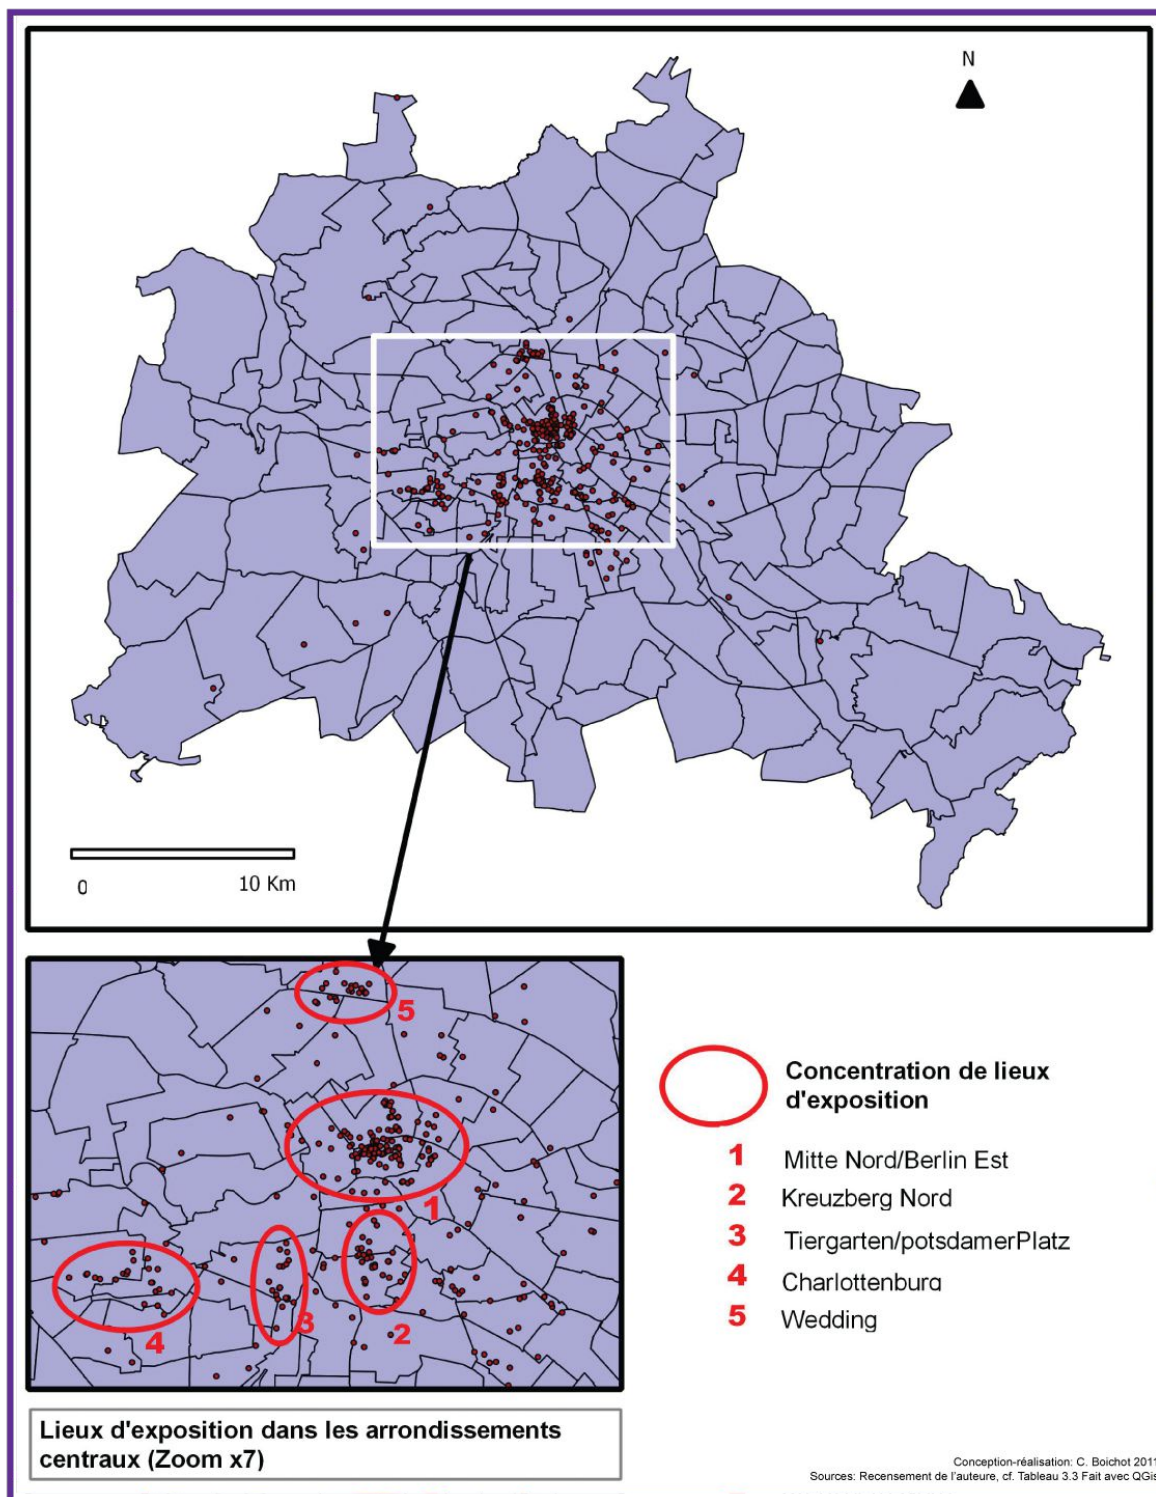 N
0
10 Km
5
1
2
3
4
Concentration de lieux
d'exposition
1 Mitte Nord/Berlin Est
2 Kreuzberg Nord
3 Tiergarten/potsdamerPlatz
4 Charlottenburg
5 Wedding
Lieux d'exposition dans les arrondissements
centraux (Zoom x7)
Conception-réalisation: C. Boichot 2011
Sources: Recensement de l'auteure, cf. Tableau 3.3 Fait avec QGis